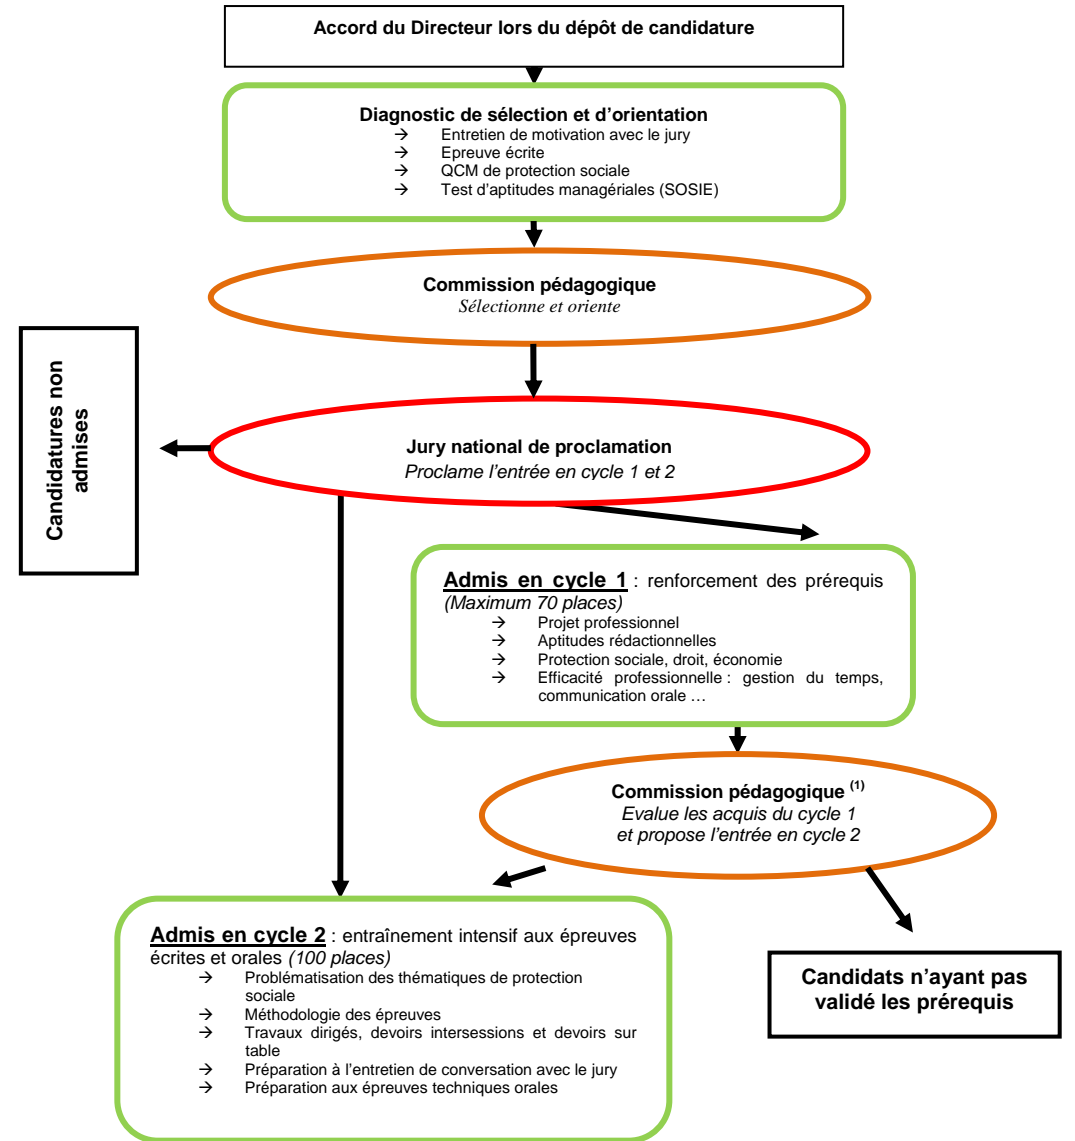 Accord du Directeur lors du dépôt de candidature
Diagnostic de sélection et d’orientation
→ Entretien de motivation avec le jury
→ Epreuve écrite
→ QCM de protection sociale
→ Test d’aptitudes managériales (SOSIE)
Commission pédagogique
Sélectionne et oriente
Candidatures non
admises
Jury national de proclamation
Proclame l’entrée en cycle 1 et 2
Admis en cycle 1 : renforcement des prérequis
(Maximum 70 places)
→ Projet professionnel
→ Aptitudes rédactionnelles
→ Protection sociale, droit, économie
→ Efficacité professionnelle : gestion du temps,
communication orale …
Commission pédagogique (1)
Evalue les acquis du cycle 1
et propose l’entrée en cycle 2
Admis en cycle 2 : entraînement intensif aux épreuves
écrites et orales (100 places)
→ Problématisation des thématiques de protection
sociale
→ Méthodologie des épreuves
→ Travaux dirigés, devoirs intersessions et devoirs sur
table
→ Préparation à l’entretien de conversation avec le jury
→ Préparation aux épreuves techniques orales
Candidats n’ayant pas
validé les prérequis